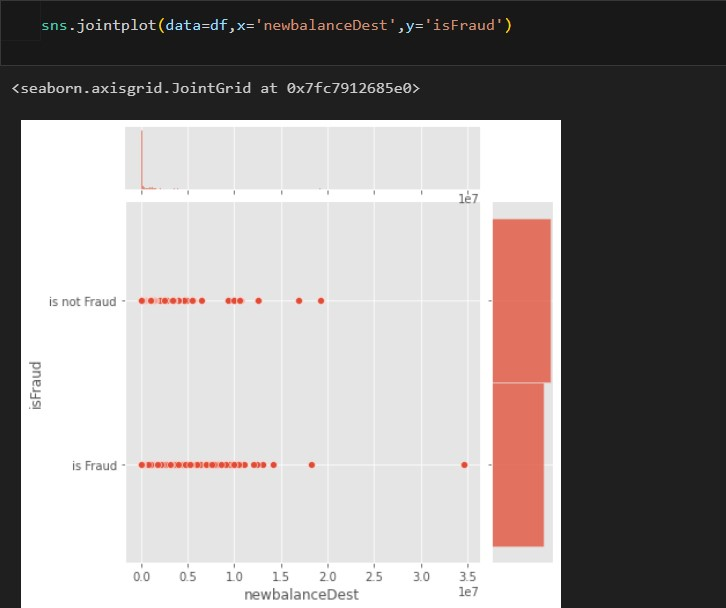 sns.jointplot(data=df,x='newbalanceDest',y='isFraud')
<seaborn.axisgrid.JointGrid at 0x7fc7912685e0>
1e7
is not Fraud
isFraud
is Fraud
0.0 0.5 1.0 1.5 2.0 2.5 3.0 3.5
1e7
newbalanceDest